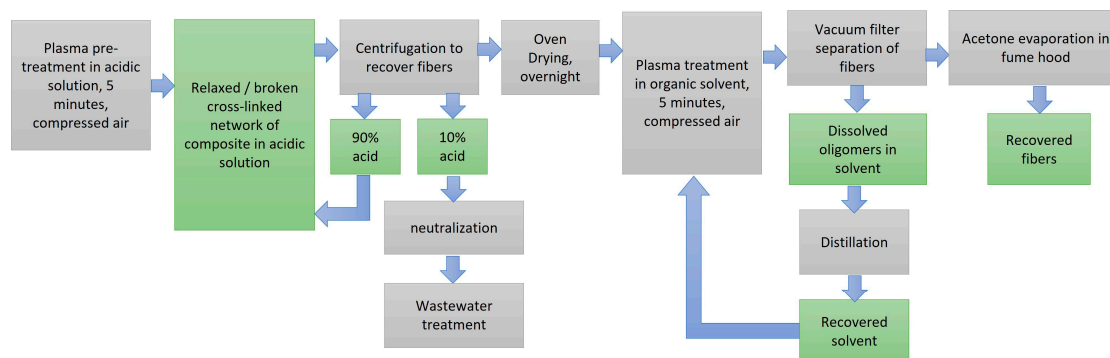 Plasma pre-
treatment in acidic
solution, 5
minutes,
compressed air
Relaxed / broken
cross-linked
network of
composite in acidic
solution
Centrifugation to
recover fibers
90%
acid
10%
acid
neutralization
Wastewater
treatment
Oven
Drying,
overnight
Plasma treatment
in organic solvent,
5 minutes,
compressed air
Vacuum filter
separation of
fibers
Dissolved
oligomers in
solvent
Distillation
Recovered
solvent
Acetone evaporation in
fume hood
Recovered
fibers